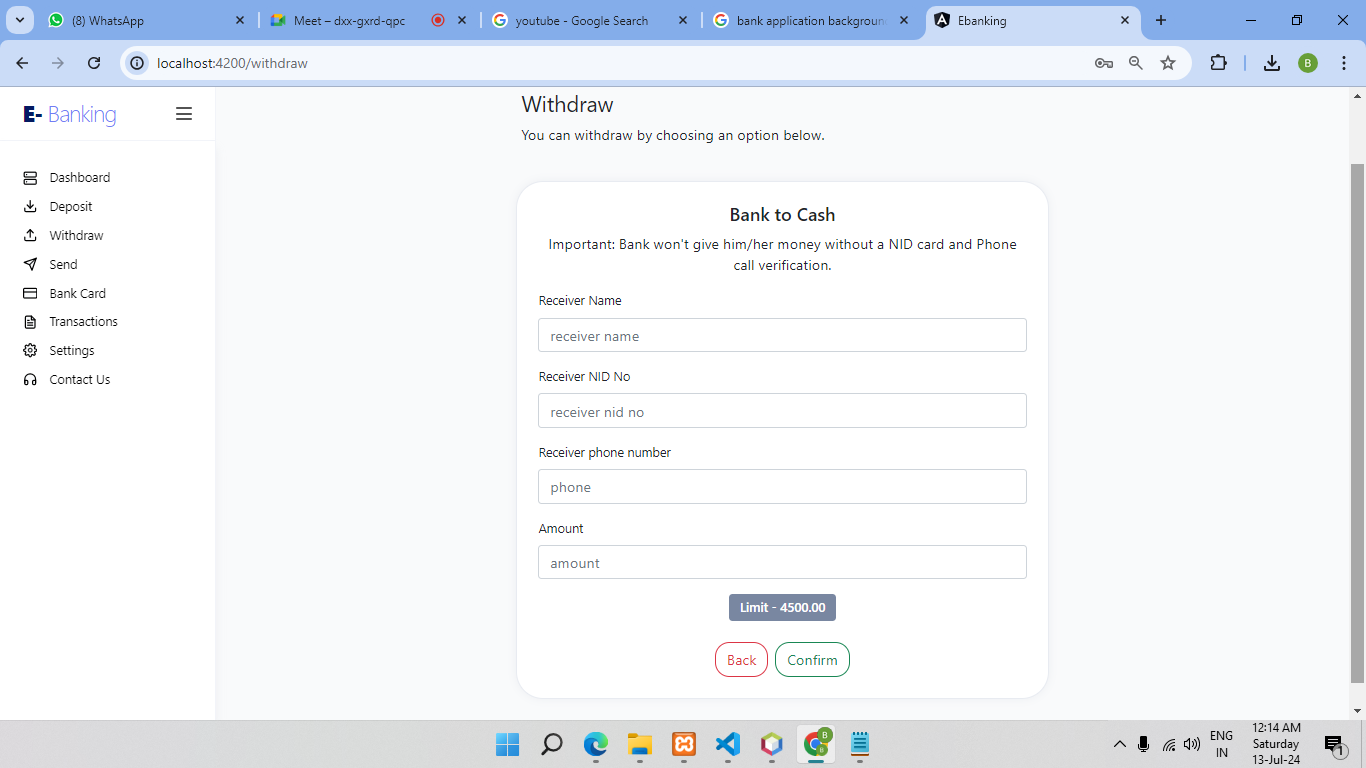 (8) WhatsApp
Meet – dxx-gxrd-qpc
youtube - Google Search
bank application backgroun
Ebanking
localhost:4200/withdraw
B
E- Banking
Dashboard
Deposit
Withdraw
Send
Bank Card
Transactions
Settings
Contact Us
Withdraw
You can withdraw by choosing an option below.
Bank to Cash
Important: Bank won't give him/her money without a NID card and Phone
call verification.
Receiver Name
receiver name
Receiver NID No
receiver nid no
Receiver phone number
phone
Amount
amount
Limit - 4500.00
Back
Confirm
B
ENG
IN
12:14 AM
Saturday
13-Jul-24
1